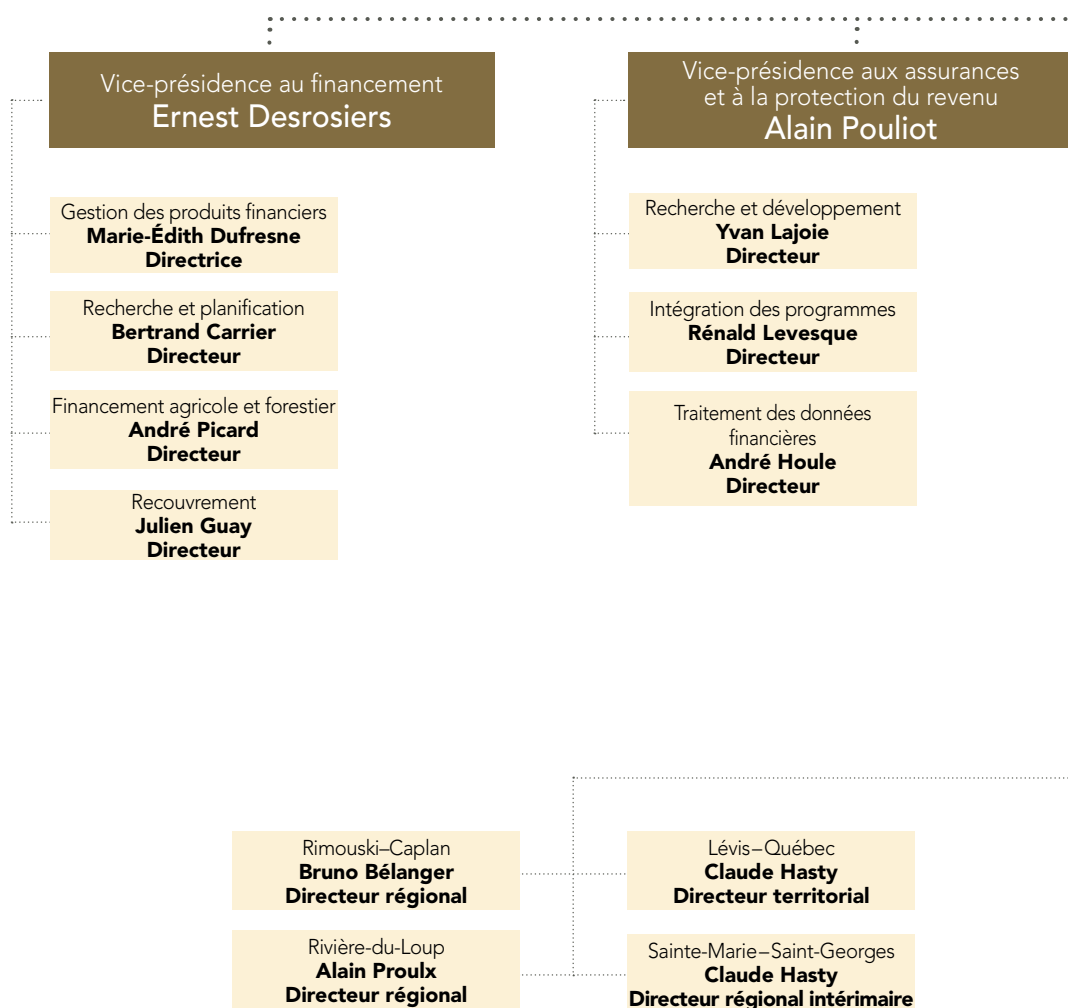 Vice-présidence au financement
Ernest Desrosiers
Gestion des produits financiers
Marie-Édith Dufresne
Directrice
Recherche et planification
Bertrand Carrier
Directeur
Financement agricole et forestier
André Picard
Directeur
Recouvrement
Julien Guay
Directeur
Vice-présidence aux assurances
et à la protection du revenu
Alain Pouliot
Recherche et développement
Yvan Lajoie
Directeur
Intégration des programmes
Rénald Levesque
Directeur
Traitement des données
financières
André Houle
Directeur
Rimouski–Caplan
Bruno Bélanger
Directeur régional
Rivière-du-Loup
Alain Proulx
Directeur régional
Lévis–Québec
Claude Hasty
Directeur territorial
Sainte-Marie–Saint-Georges
Claude Hasty
Directeur régional intérimaire